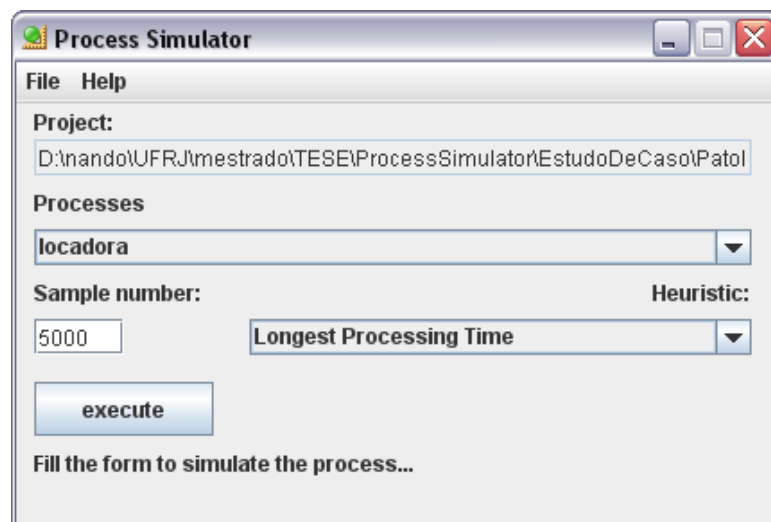 Process Simulator
File Help
Project:
D:\nando\UFRJ\mestrado\TESE\ProcessSimulator\EstudoDeCaso\Patol
Processes
locadora
Sample number: Heuristic:
5000 Longest Processing Time
execute
Fill the form to simulate the process...